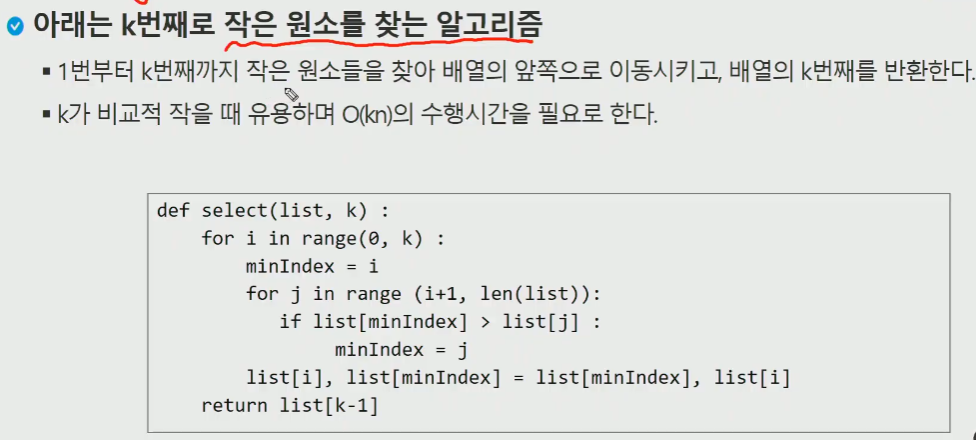 아래는 k번째로 작은 원소를 찾는 알고리즘
▪ 1번부터 k번째까지 작은 원소들을 찾아 배열의 앞쪽으로 이동시키고, 배열의 k번째를 반환한다.
▪ k가 비교적 작을 때 유용하며 O(kn)의 수행시간을 필요로 한다.
def select(list, k) :
    for i in range(0, k) :
        minIndex = i
        for j in range (i+1, len(list)):
           if list[minIndex] > list[j] :
                minIndex = j
        list[i], list[minIndex] = list[minIndex], list[i]
    return list[k-1]